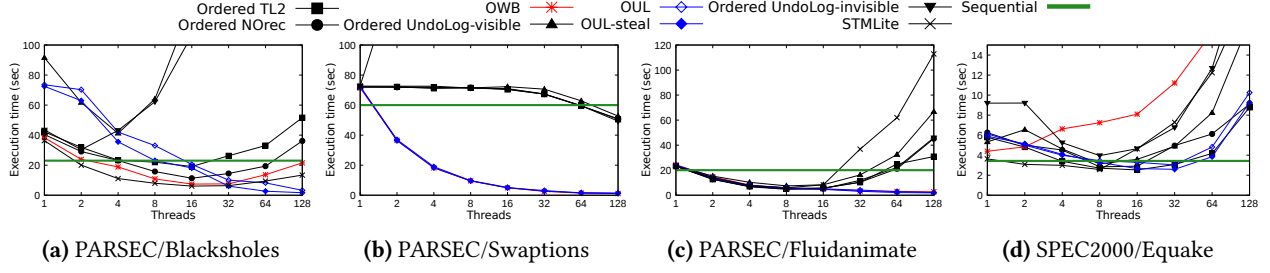 Ordered TL2 OWB OUL Ordered UndoLog-invisible Sequential
Ordered NOrec Ordered UndoLog-visible OUL-steal STMLite
Execution time (sec)
100
80
60
40
20
0
1 2 4 8 16 32 64 128
Threads
(a) PARSEC/Blacksholes
Execution time (sec)
100
80
60
40
20
0
1 2 4 8 16 32 64 128
Threads
(b) PARSEC/Swaptions
Execution time (sec)
120
100
80
60
40
20
0
1 2 4 8 16 32 64 128
Threads
(c) PARSEC/Fluidanimate
Execution time (sec)
14
12
10
8
6
4
2
0
1 2 4 8 16 32 64 128
Threads
(d) SPEC2000/Equake